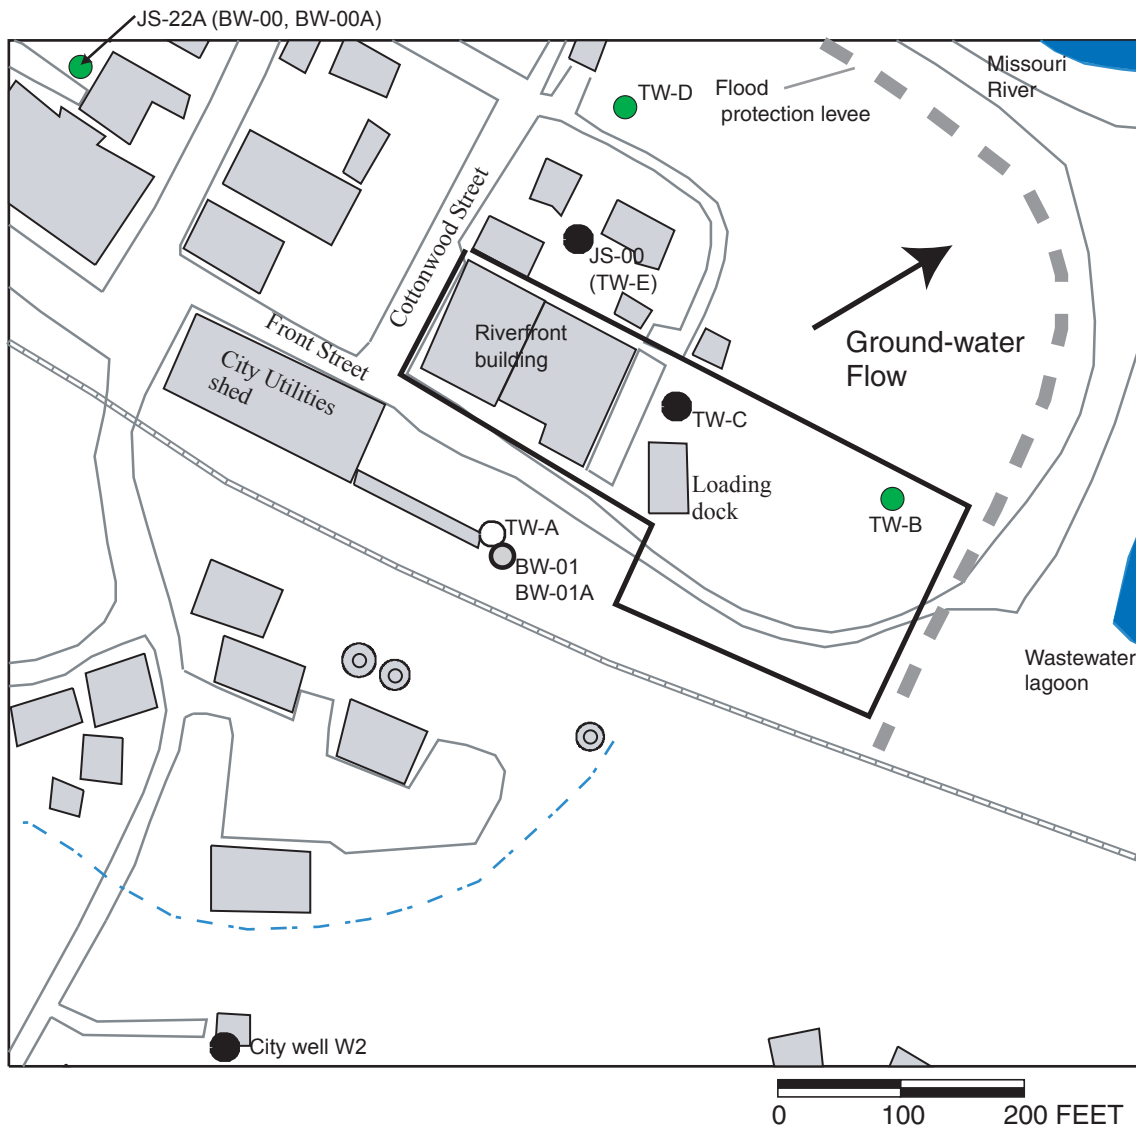 JS-22A (BW-00, BW-00A)
Missouri
River
Flood
protection levee
TW-D
Cottonwood Street
JS-00
(TW-E)
Front Street
Riverfront
building
Ground-water
Flow
City Utilities
shed
TW-C
Loading
dock
TW-B
TW-A
BW-01
BW-01A
Wastewater
lagoon
City well W2
0 100 200 FEET